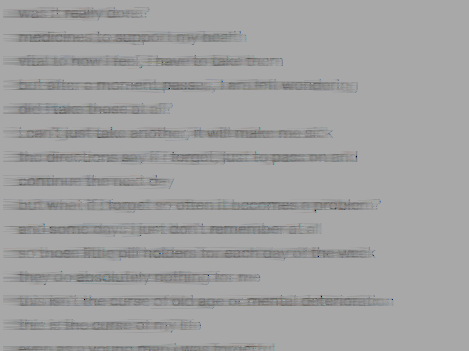 was it really done
medicines to support my health
vital to how I feel, I need to take them
but after a moment passes, I am left wondering
did I take these at all
I can't just take another, it will make me sick
the directions say if I forget just to pass on ask
continue the next day
but what if I forget so often it becomes a problem
and some days I just don't remember at all
so those little pill holders for each day of the week
they do absolutely nothing for me
this isn't the curse of old age or mental deterioration
this is the curse of my life